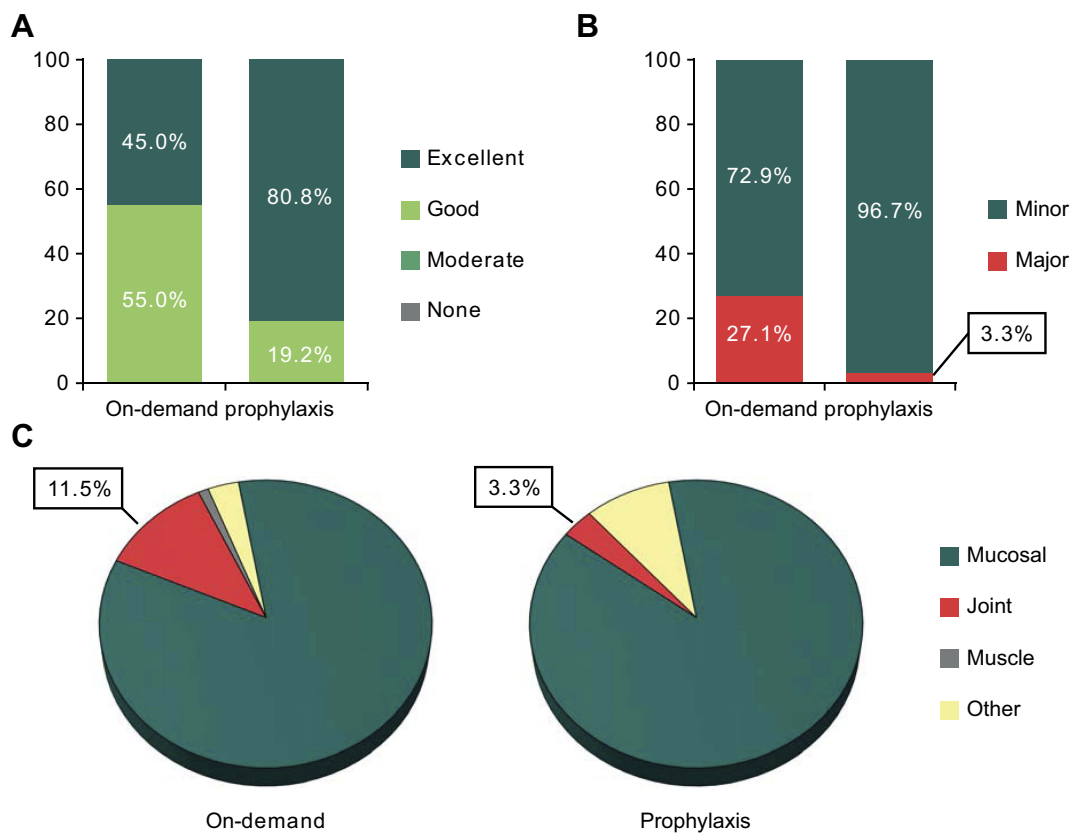 A
100
80
60
40
20
0
45.0%
55.0%
80.8%
19.2%
On-demand prophylaxis
Excellent
Good
Moderate
None
B
100
80
60
40
20
0
72.9%
27.1%
96.7%
3.3%
On-demand prophylaxis
Minor
Major
C
11.5%
On-demand
3.3%
Prophylaxis
Mucosal
Joint
Muscle
Other